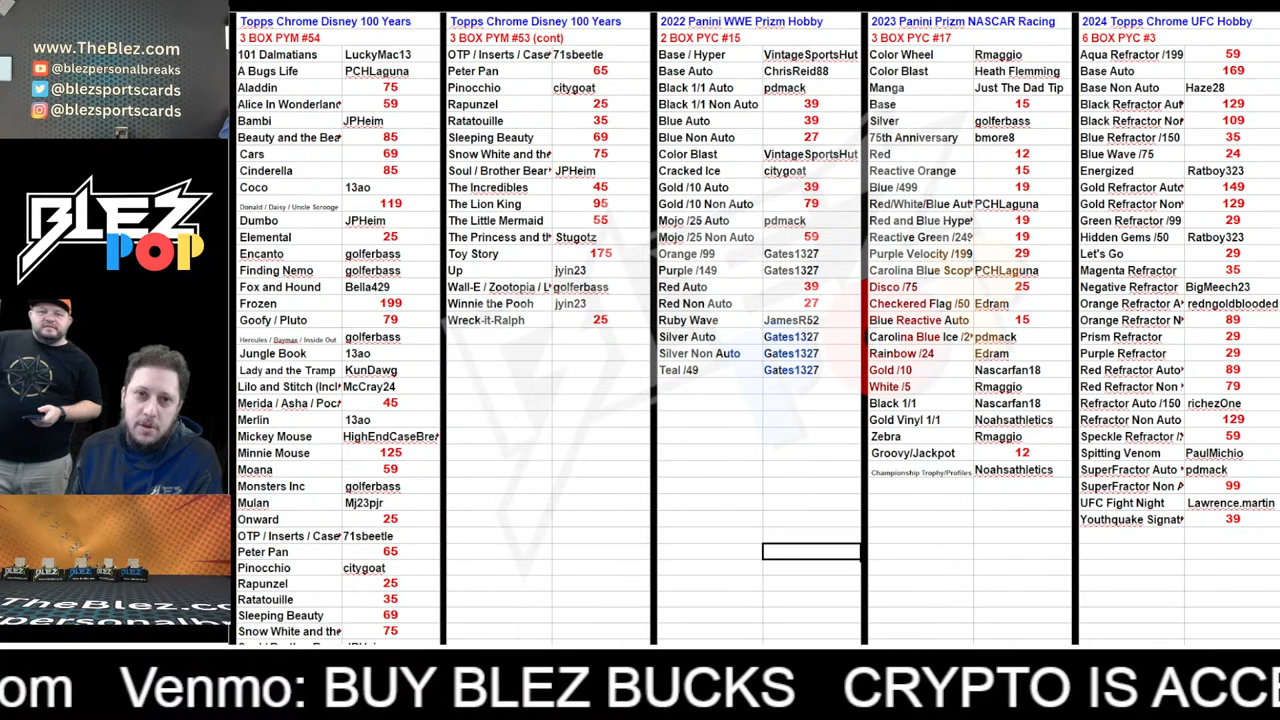 www.TheBlez.com
@blezpersonalbreaks
@blezsportscards
@blezsportscards
BLEZ
POP
TheBlez.co
personalb
Topps Chrome Disney 100 Years
3 BOX PYM #54
101 Dalmatians LuckyMac13
A Bugs Life PCHLaguna
Aladdin 75
Alice In Wonderlan 59
Bambi JPHeim
Beauty and the Bea 85
Cars 69
Cinderella 85
Coco 13ao
Donald / Daisy / Uncle Scrooge 119
Dumbo JPHeim
Elemental 25
Encanto golferbass
Finding Nemo golferbass
Fox and Hound Bella429
Frozen 199
Goofy / Pluto 79
Hercules / Baymax / Inside Out golferbass
Jungle Book 13ao
Lady and the Tramp KunDawg
Lilo and Stitch (Incl McCray24
Merida / Asha / Poc 45
Merlin 13ao
Mickey Mouse HighEndCaseBre
Minnie Mouse 125
Moana 59
Monsters Inc golferbass
Mulan Mj23pjr
Onward 25
OTP / Inserts / Case 71sbeetle
Peter Pan 65
Pinocchio citygoat
Rapunzel 25
Ratatouille 35
Sleeping Beauty 69
Snow White and th 75
Topps Chrome Disney 100 Years
3 BOX PYM #53 (cont)
OTP / Inserts / Case 71sbeetle
Peter Pan 65
Pinocchio citygoat
Rapunzel 25
Ratatouille 35
Sleeping Beauty 69
Snow White and th 75
Soul / Brother Bear JPHeim
The Incredibles 45
The Lion King 95
The Little Mermaid 55
The Princess and t Stugotz
Toy Story 175
Up jyin23
Wall-E / Zootopia / L golferbass
Winnie the Pooh jyin23
Wreck-it-Ralph 25
2022 Panini WWE Prizm Hobby
2 BOX PYC #15
Base / Hyper VintageSportsHut
Base Auto ChrisReid88
Black 1/1 Auto pdmack
Black 1/1 Non Auto 39
Blue Auto 39
Blue Non Auto 27
Color Blast VintageSportsHut
Cracked Ice citygoat
Gold /10 Auto 39
Gold /10 Non Auto 79
Mojo /25 Auto pdmack
Mojo /25 Non Auto 59
Orange /99 Gates1327
Purple /149 Gates1327
Red Auto 39
Red Non Auto 27
Ruby Wave JamesR52
Silver Auto Gates1327
Silver Non Auto Gates1327
Teal /49 Gates1327
2023 Panini Prizm NASCAR Racing
3 BOX PYC #17
Color Wheel Rmaggio
Color Blast Heath Flemming
Manga Just The Dad Tip
Base 15
Silver golferbass
75th Anniversary bmore8
Red 12
Reactive Orange 15
Blue /499 19
Red/White/Blue Aut PCHLaguna
Red and Blue Hype 19
Reactive Green /249 19
Purple Velocity /199 29
Carolina Blue Scop PCHLaguna
Disco /75 25
Checkered Flag /50 Edram
Blue Reactive Auto 15
Carolina Blue Ice /2 pdmack
Rainbow /24 Edram
Gold /10 Nascarfan18
White /5 Rmaggio
Black 1/1 Nascarfan18
Gold Vinyl 1/1 Noahsathletics
Zebra Rmaggio
Groovy/Jackpot 12
Championship Trophy/Profiles Noahsathletics
2024 Topps Chrome UFC Hobby
6 BOX PYC #3
Aqua Refractor /199 59
Base Auto 169
Base Non Auto Haze28
Black Refractor Aut 129
Black Refractor No 109
Blue Refractor /150 35
Blue Wave /75 24
Energized Ratboy323
Gold Refractor Aut 149
Gold Refractor Non 129
Green Refractor /99 29
Hidden Gems /50 Ratboy323
Let's Go 29
Magenta Refractor 35
Negative Refractor BigMeech23
Orange Refractor A redngoldblooded
Orange Refractor N 89
Prism Refractor 29
Purple Refractor 29
Red Refractor Auto 89
Red Refractor Non 79
Refractor Auto /150 richezOne
Refractor Non Auto 129
Speckle Refractor / 59
Spitting Venom PaulMichio
SuperFractor Auto pdmack
SuperFractor Non A 99
UFC Fight Night Lawrence.martin
Youthquake Signat 39
om Venmo: BUY BLEZ BUCKS CRYPTO IS ACCE